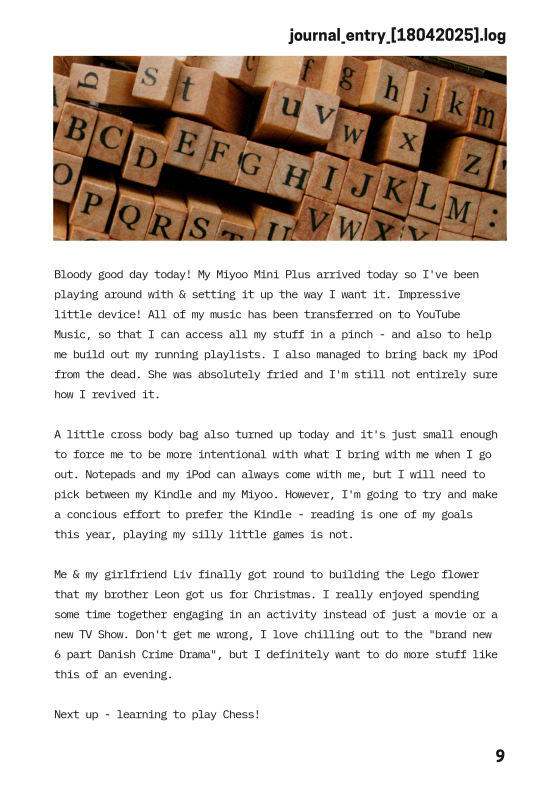 journal_entry_[18042025].log
b s t c f g h j k m
u v w x z
B C D E F G H I J K L M :
O P Q R S T U V W X Y
Bloody good day today! My Miyoo Mini Plus arrived today so I've been
playing around with & setting it up the way I want it. Impressive
little device! All of my music has been transferred on to YouTube
Music, so that I can access all my stuff in a pinch - and also to help
me build out my running playlists. I also managed to bring back my iPod
from the dead. She was absolutely fried and I'm still not entirely sure
how I revived it.
A little cross body bag also turned up today and it's just small enough
to force me to be more intentional with what I bring with me when I go
out. Notepads and my iPod can always come with me, but I will need to
pick between my Kindle and my Miyoo. However, I'm going to try and make
a concious effort to prefer the Kindle - reading is one of my goals
this year, playing my silly little games is not.
Me & my girlfriend Liv finally got round to building the Lego flower
that my brother Leon got us for Christmas. I really enjoyed spending
some time together engaging in an activity instead of just a movie or a
new TV Show. Don't get me wrong, I love chilling out to the "brand new
6 part Danish Crime Drama", but I definitely want to do more stuff like
this of an evening.
Next up - learning to play Chess!
9